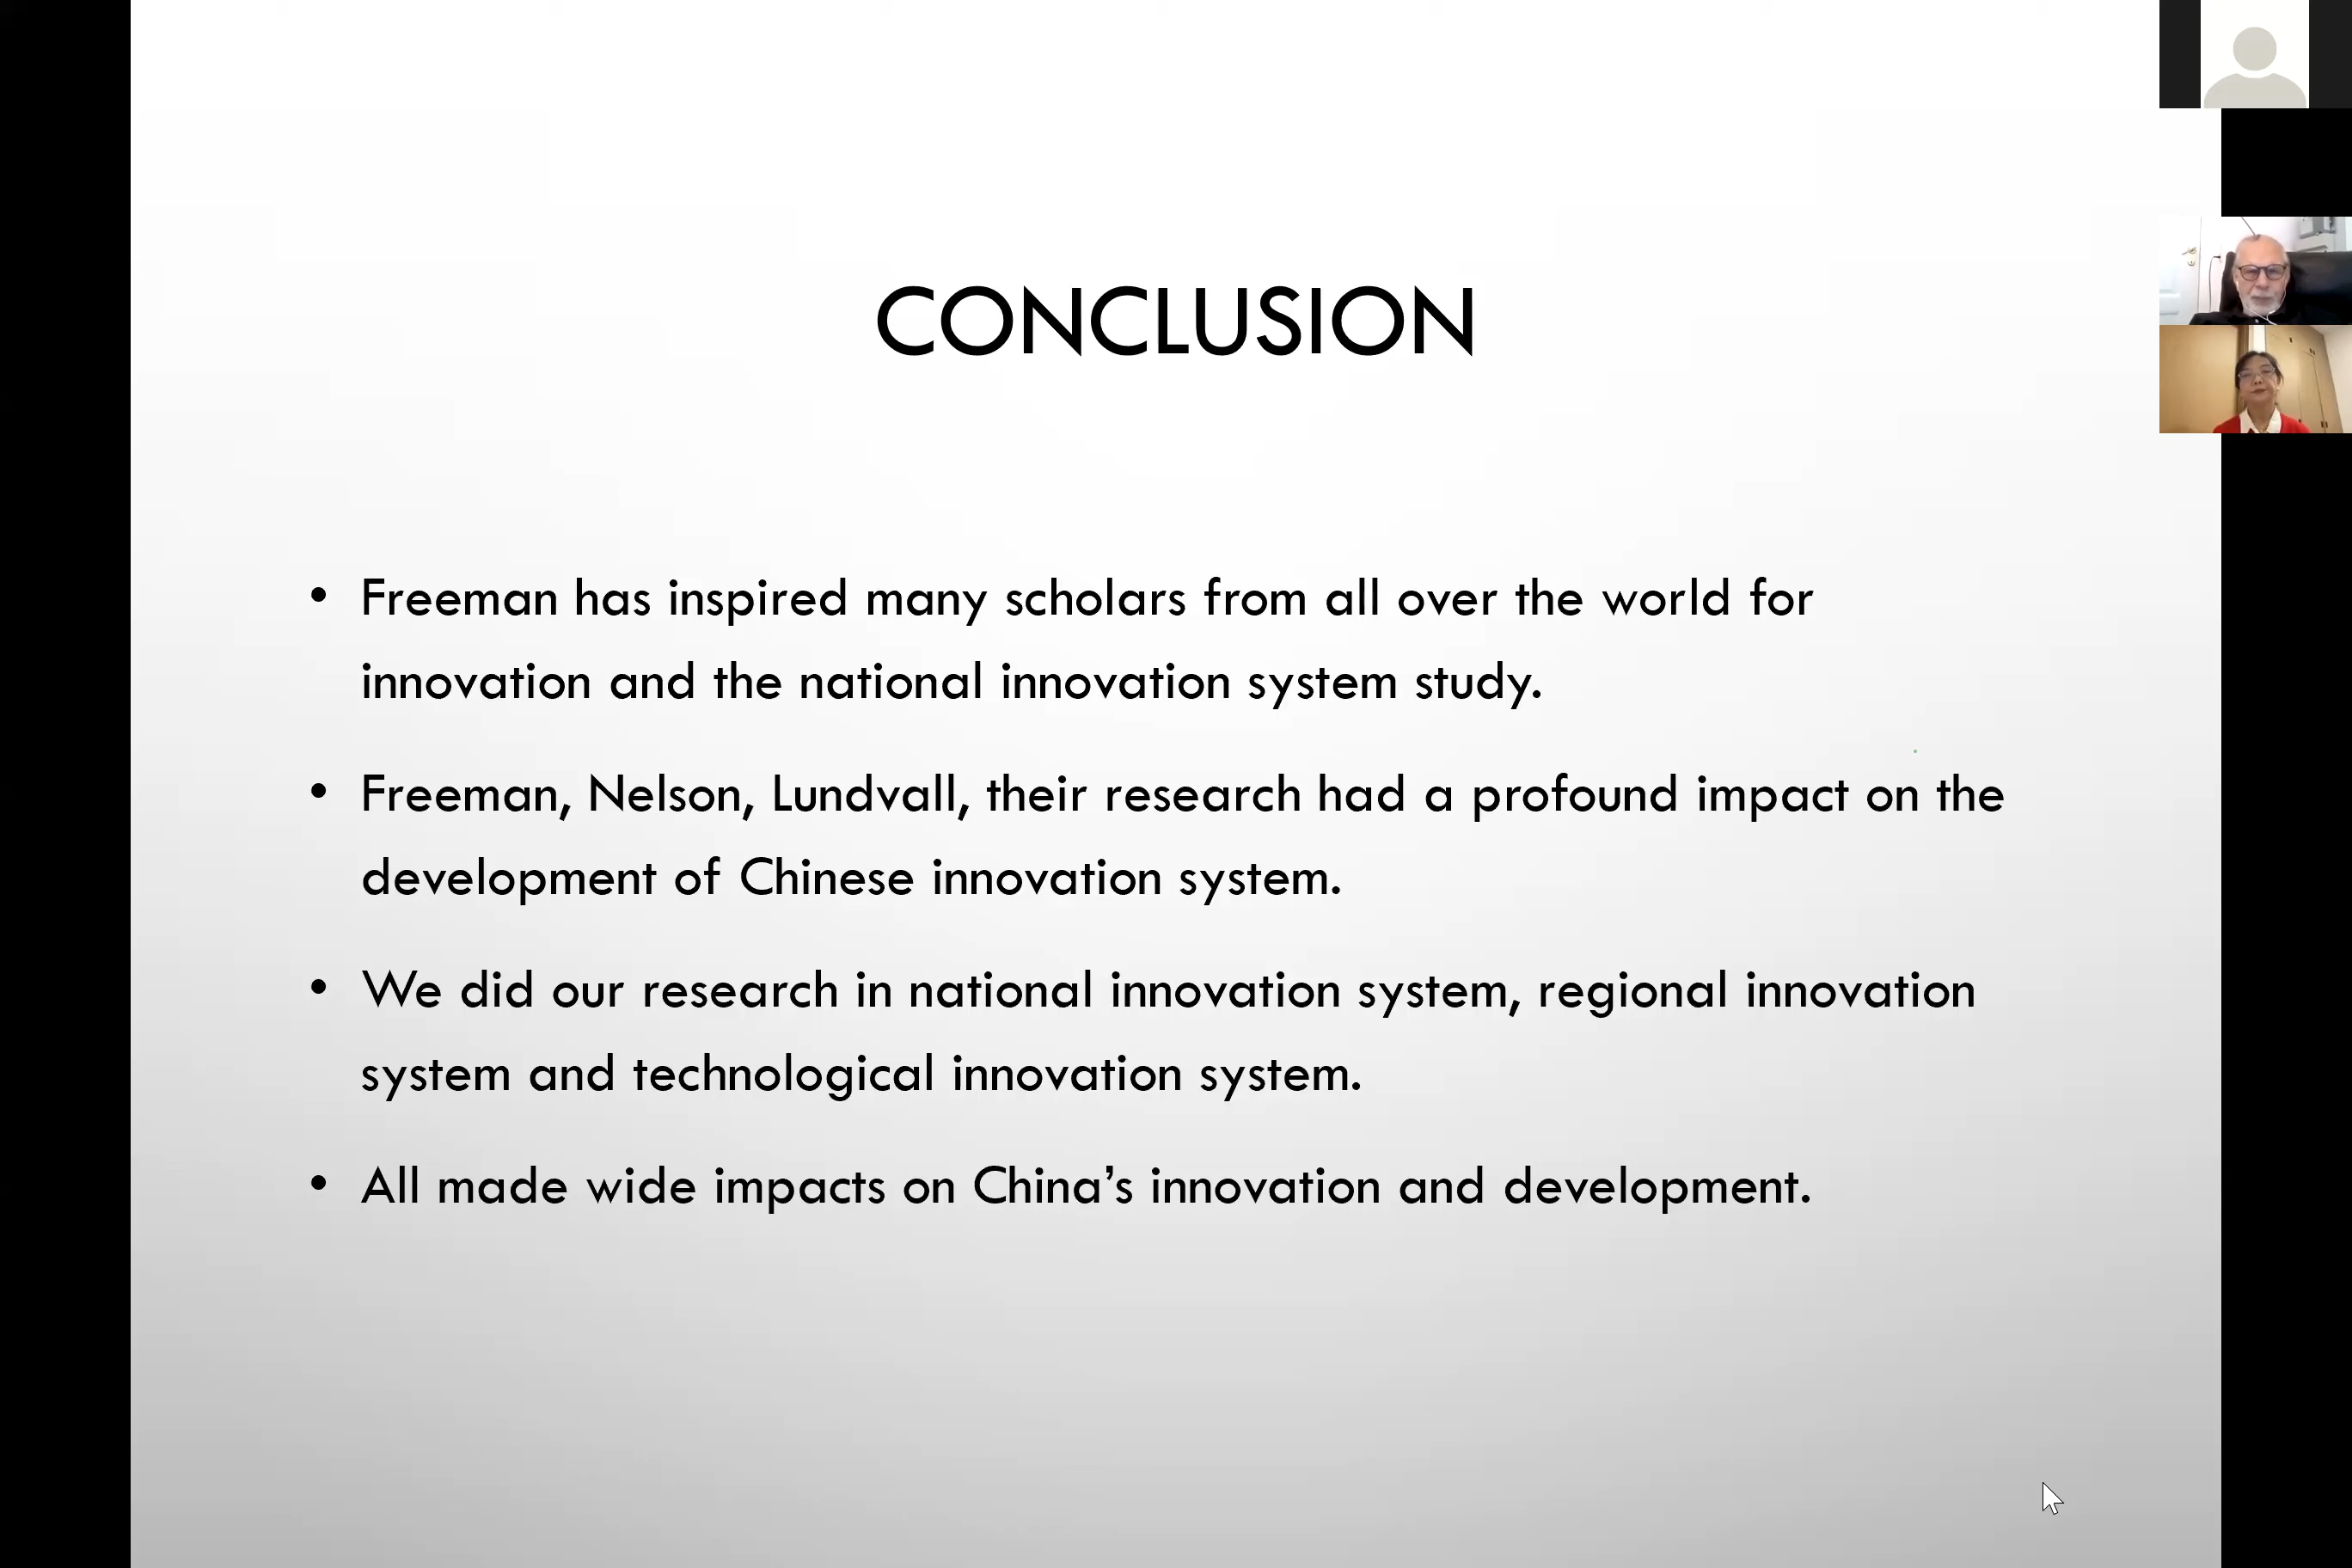 CONCLUSION
• Freeman has inspired many scholars from all over the world for
innovation and the national innovation system study.
• Freeman, Nelson, Lundvall, their research had a profound impact on the
development of Chinese innovation system.
• We did our research in national innovation system, regional innovation
system and technological innovation system.
• All made wide impacts on China’s innovation and development.